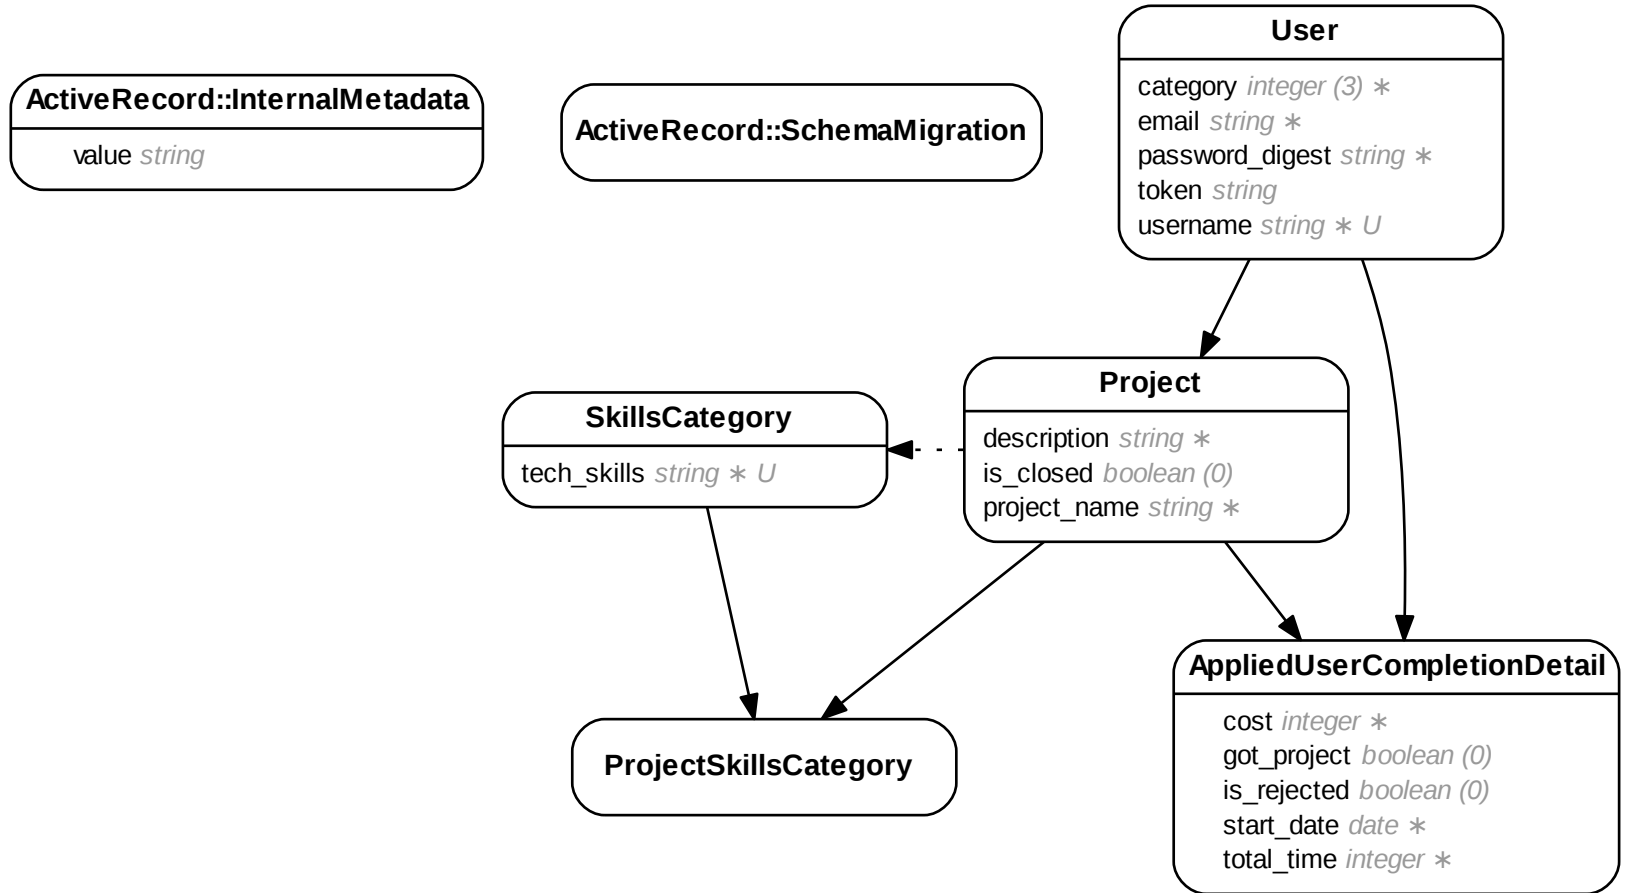 User
category integer (3) ∗
email string ∗
password_digest string ∗
token string
username string ∗ U
ActiveRecord::InternalMetadata
value string
ActiveRecord::SchemaMigration
Project
description string ∗
is_closed boolean (0)
project_name string ∗
SkillsCategory
tech_skills string ∗ U
AppliedUserCompletionDetail
cost integer ∗
got_project boolean (0)
is_rejected boolean (0)
start_date date ∗
total_time integer ∗
ProjectSkillsCategory